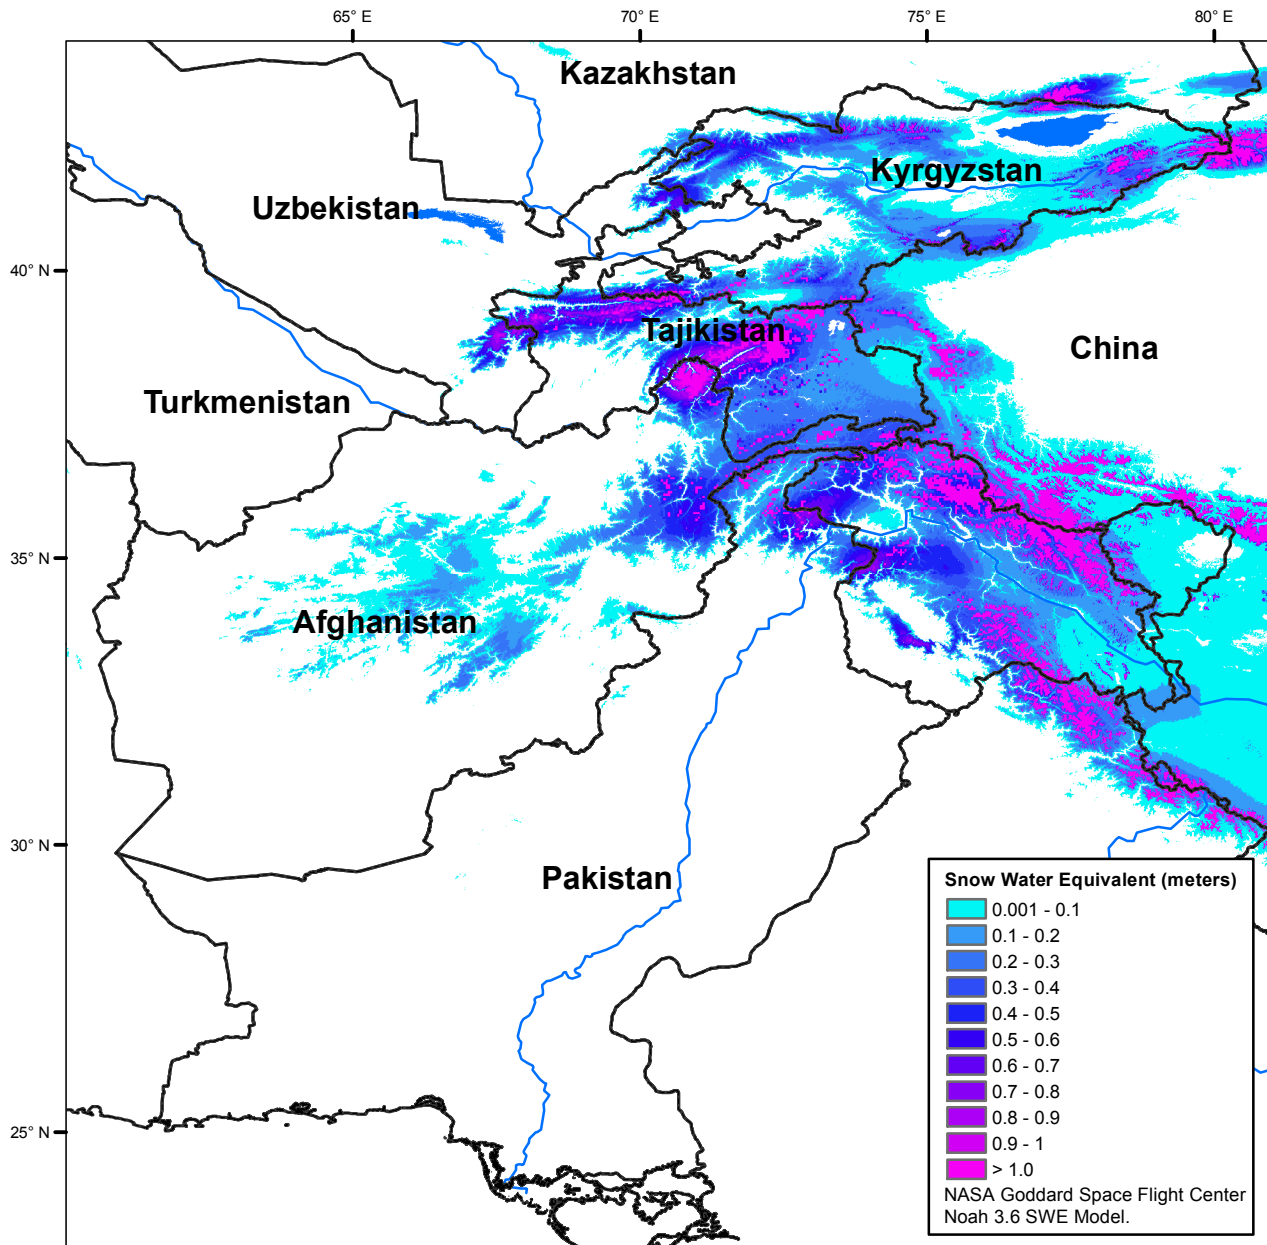 65° E
70° E
75° E
80° E
Kazakhstan
Kyrgyzstan
Uzbekistan
40° N
Tajikistan
China
Turkmenistan
35° N
Afghanistan
30° N
Pakistan
25° N
Snow Water Equivalent (meters)
0.001 - 0.1
0.1 - 0.2
0.2 - 0.3
0.3 - 0.4
0.4 - 0.5
0.5 - 0.6
0.6 - 0.7
0.7 - 0.8
0.8 - 0.9
0.9 - 1
> 1.0
NASA Goddard Space Flight Center
Noah 3.6 SWE Model.